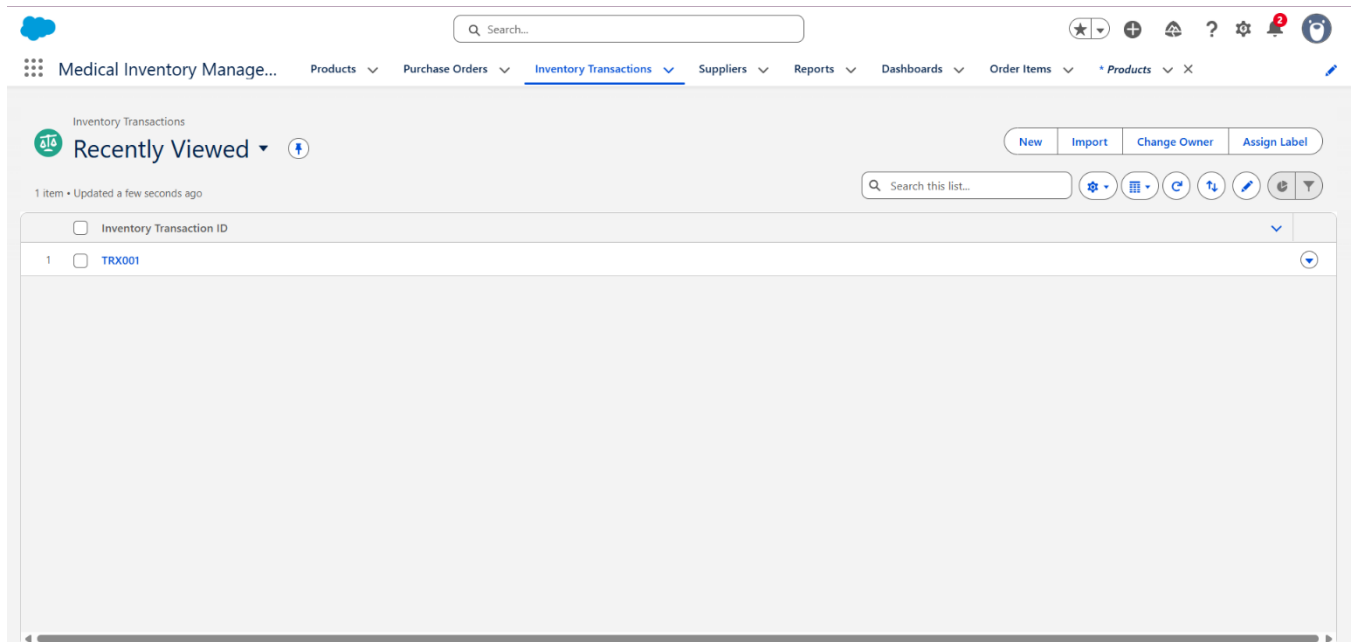 Search...
2
Medical Inventory Manage... Products Purchase Orders Inventory Transactions Suppliers Reports Dashboards Order Items * Products
Inventory Transactions
Recently Viewed
New Import Change Owner Assign Label
1 item • Updated a few seconds ago
Search this list...
Inventory Transaction ID
1 TRX001